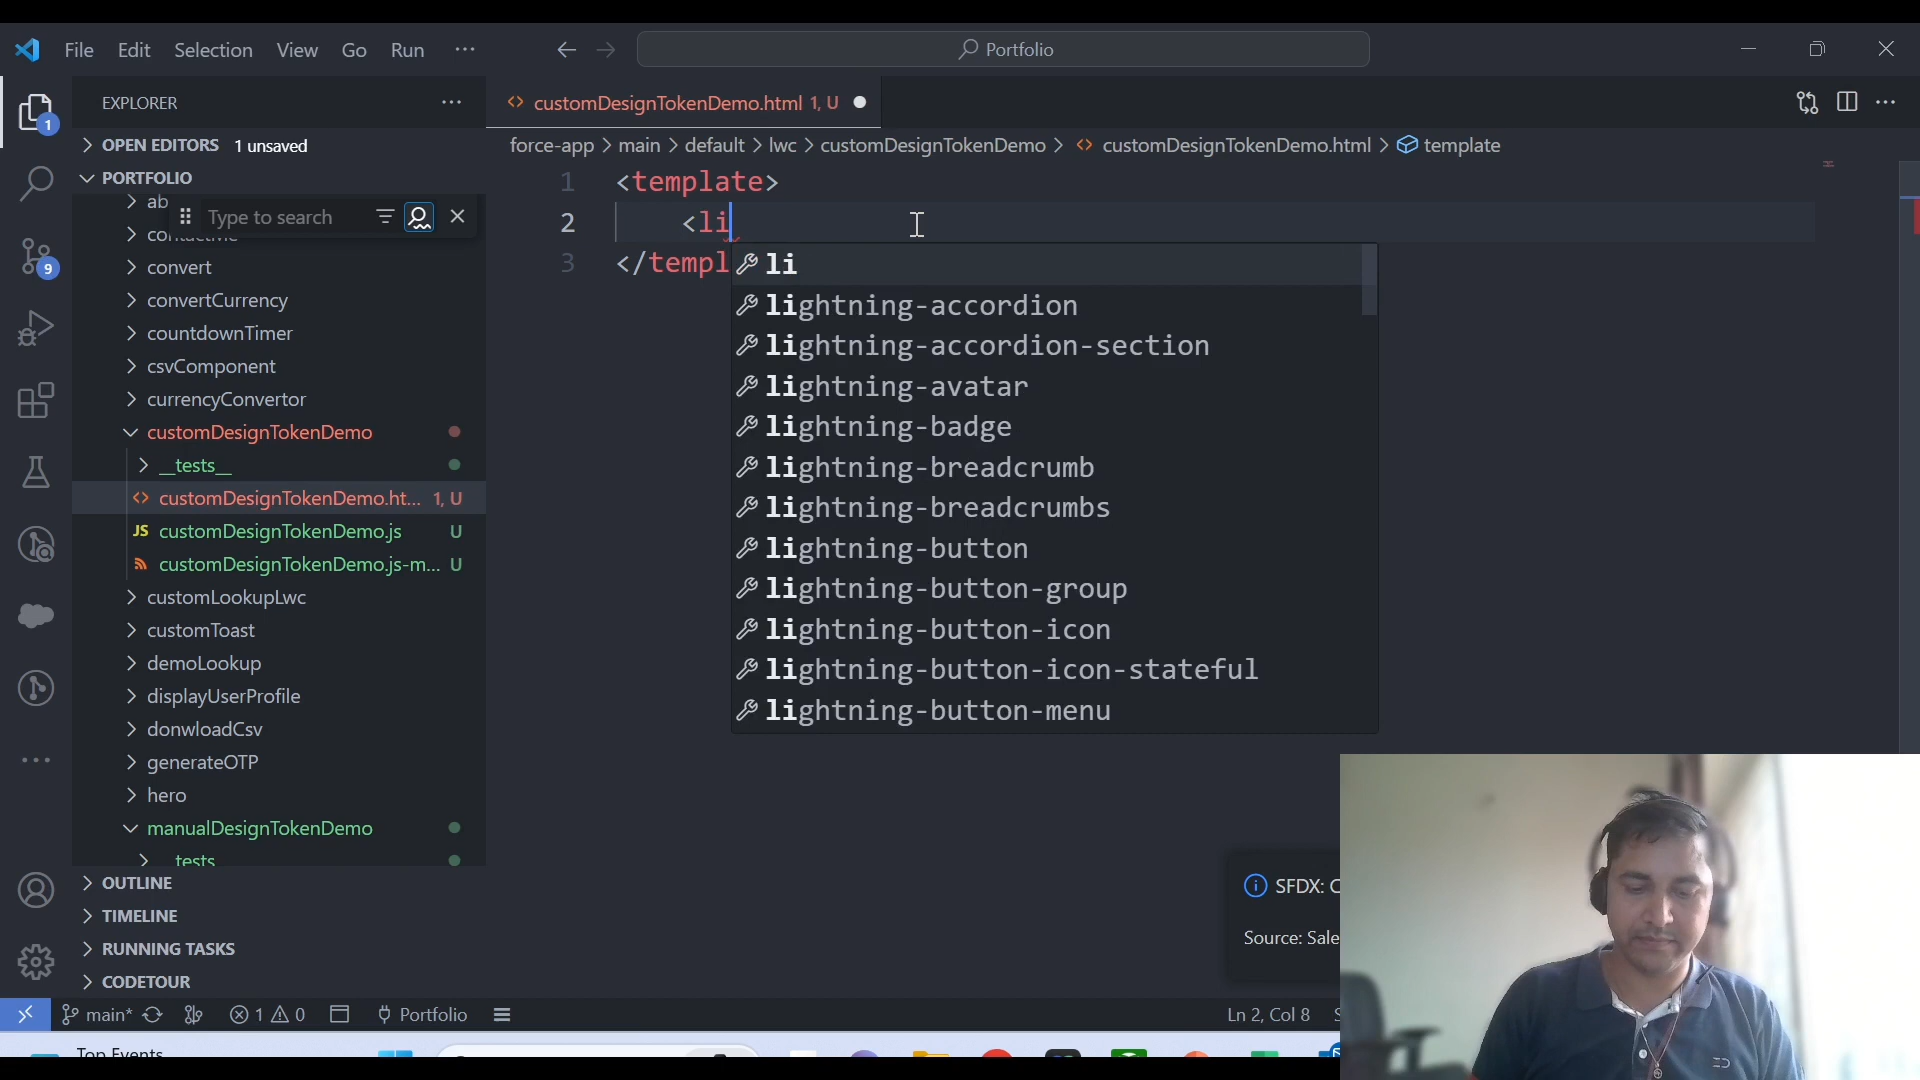 File Edit Selection View Go Run ...
Portfolio
EXPLORER
customDesignTokenDemo.html 1, U
OPEN EDITORS 1 unsaved
force-app > main > default > lwc > customDesignTokenDemo > customDesignTokenDemo.html > template
PORTFOLIO
ab
Type to search
convert
convertCurrency
countdownTimer
csvComponent
currencyConvertor
customDesignTokenDemo
__tests__
customDesignTokenDemo.ht... 1, U
customDesignTokenDemo.js U
customDesignTokenDemo.js-m... U
customLookupLwc
customToast
demoLookup
displayUserProfile
donwloadCsv
generateOTP
hero
manualDesignTokenDemo
tests
OUTLINE
TIMELINE
RUNNING TASKS
CODETOUR
1
9
1 <template>
2 <li
3 </templ
li
lightning-accordion
lightning-accordion-section
lightning-avatar
lightning-badge
lightning-breadcrumb
lightning-breadcrumbs
lightning-button
lightning-button-group
lightning-button-icon
lightning-button-icon-stateful
lightning-button-menu
SFDX: C
Source: Sale
main* 1 0 Portfolio Ln 2, Col 8
Top Events